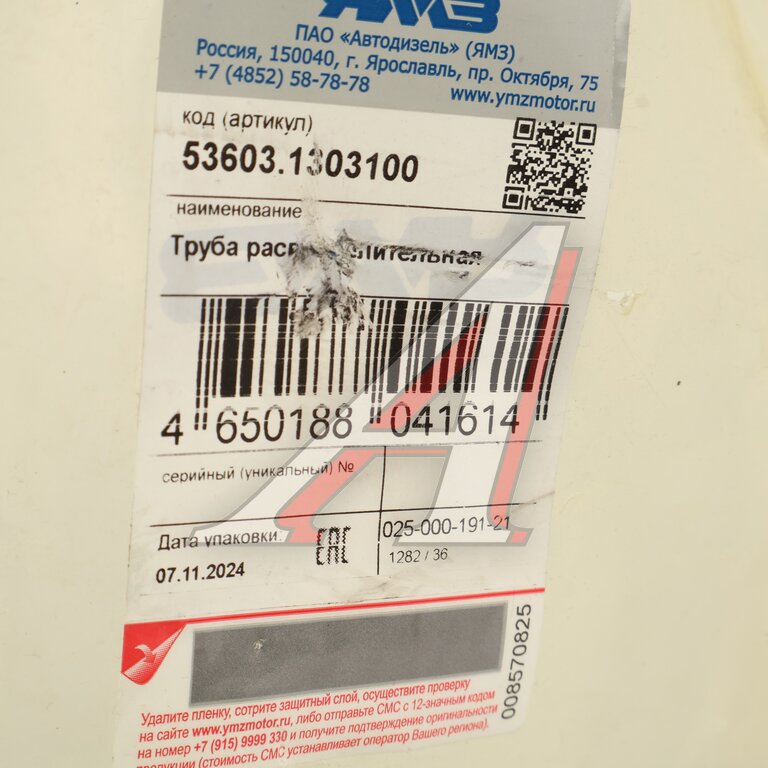 ЯМЗ
ПАО «Автодизель» (ЯМЗ)
Россия, 150040, г. Ярославль, пр. Октября, 75
+7 (4852) 58-78-78
www.ymzmotor.ru
код (артикул)
53603.1303100
наименование
Труба
4 650188 041614
серийный (уникальный) №
Дата упаковки:
07.11.2024
EAC
025-000-191-21
1282 / 36
008570825
Удалите пленку, сотрите защитный слой, осуществите проверку
на сайте www.ymzmotor.ru, либо отправьте СМС с 12-значным кодом
на номер +7 (915) 9999 330 и получите подтверждение оригинальности
продукции (стоимость СМС устанавливает оператор Вашего региона).